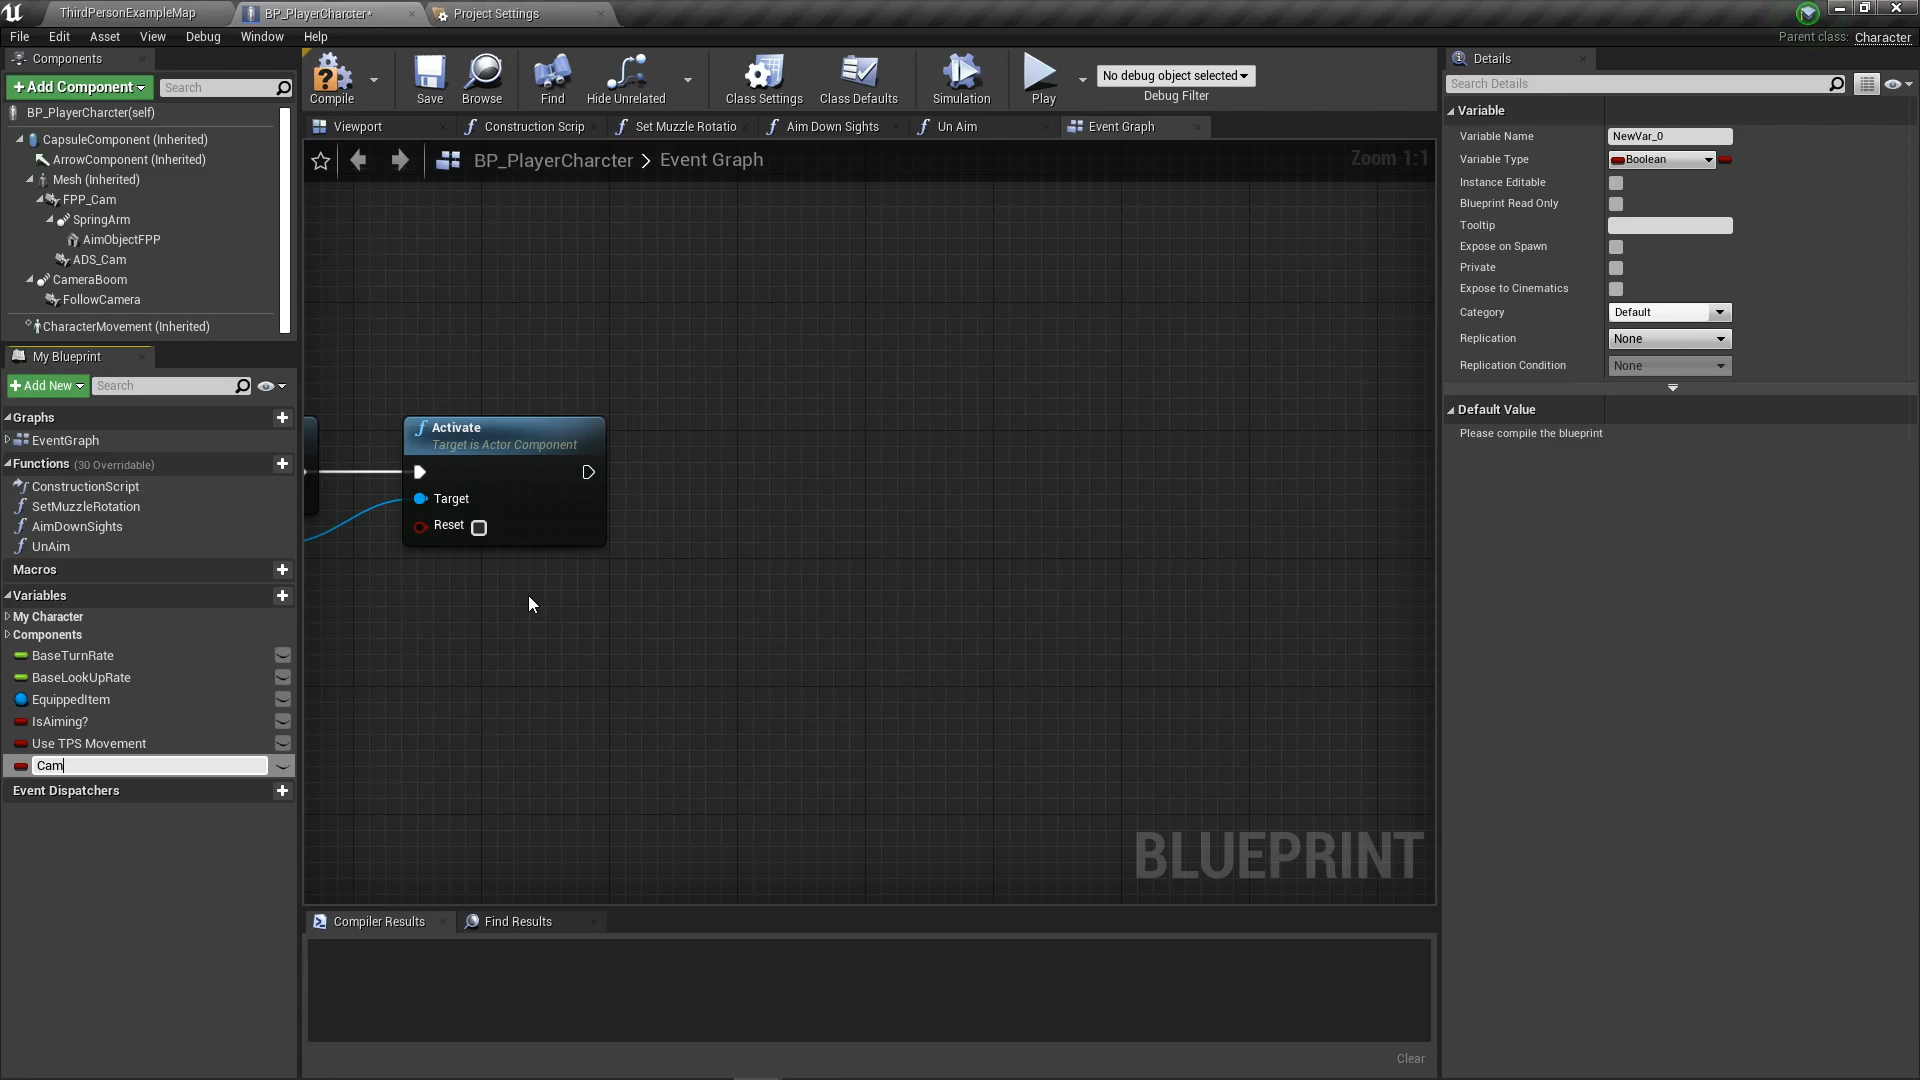 ThirdPersonExampleMap
BP_PlayerCharcter*
Project Settings
File Edit Asset View Debug Window Help
Parent class: Character
Components
+Add Component
Search
BP_PlayerCharcter(self)
CapsuleComponent (Inherited)
ArrowComponent (Inherited)
Mesh (Inherited)
FPP_Cam
SpringArm
AimObjectFPP
ADS_Cam
CameraBoom
FollowCamera
CharacterMovement (Inherited)
My Blueprint
+Add New
Search
Graphs
EventGraph
Functions (30 Overridable)
ConstructionScript
SetMuzzleRotation
AimDownSights
UnAim
Macros
Variables
My Character
Components
BaseTurnRate
BaseLookUpRate
EquippedItem
IsAiming?
Use TPS Movement
Cam
Event Dispatchers
Compile
Save
Browse
Find
Hide Unrelated
Class Settings
Class Defaults
Simulation
Play
No debug object selected
Debug Filter
Viewport
Construction Scrip
Set Muzzle Rotatio
Aim Down Sights
Un Aim
Event Graph
BP_PlayerCharcter > Event Graph
Zoom 1:1
Activate
Target is Actor Component
Target
Reset
BLUEPRINT
Compiler Results
Find Results
Clear
Details
Search Details
Variable
Variable Name NewVar_0
Variable Type Boolean
Instance Editable
Blueprint Read Only
Tooltip
Expose on Spawn
Private
Expose to Cinematics
Category Default
Replication None
Replication Condition None
Default Value
Please compile the blueprint